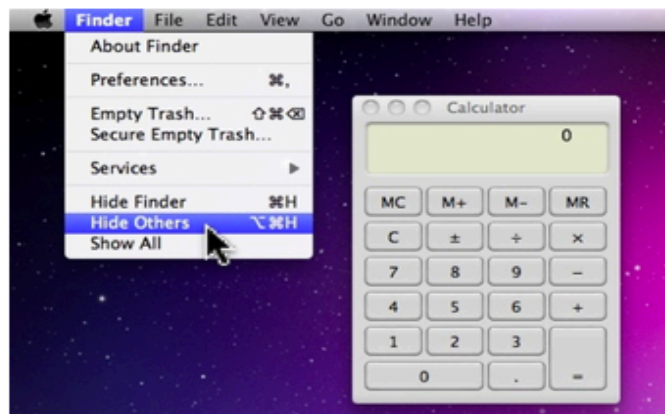 Finder File Edit View Go Window Help
About Finder
Preferences... ⌘,
Empty Trash... ⇧⌘⌫
Secure Empty Trash...
Services ▶
Hide Finder ⌘H
Hide Others ⌥⌘H
Show All
Calculator
0
MC M+ M- MR
C ± ÷ ×
7 8 9 −
4 5 6 +
1 2 3
0 . =